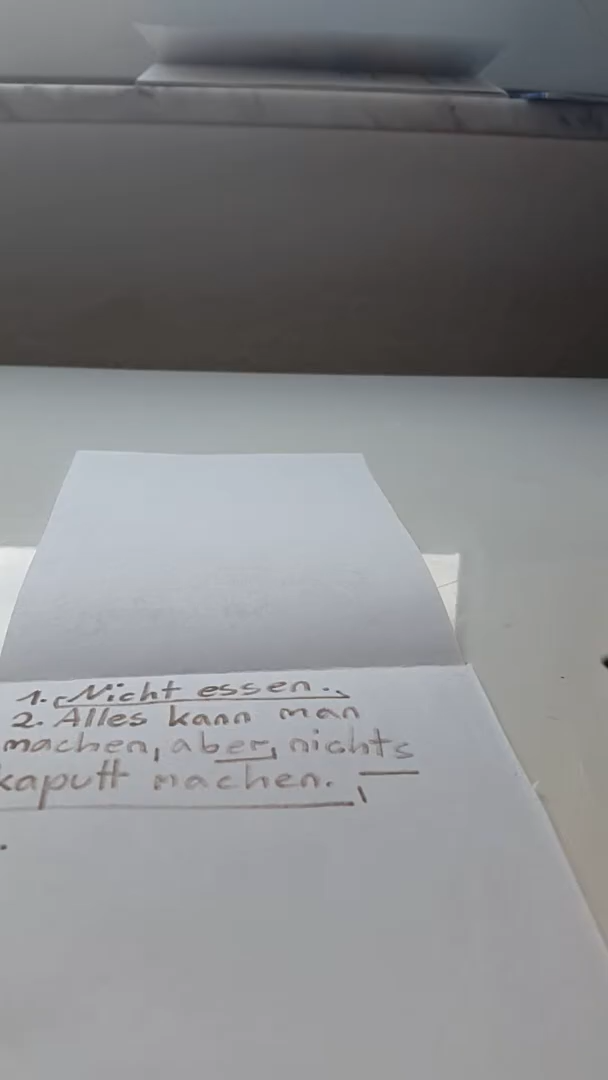 1. Nicht essen.
2. Alles kann man
machen, aber, nichts
kaputt machen.